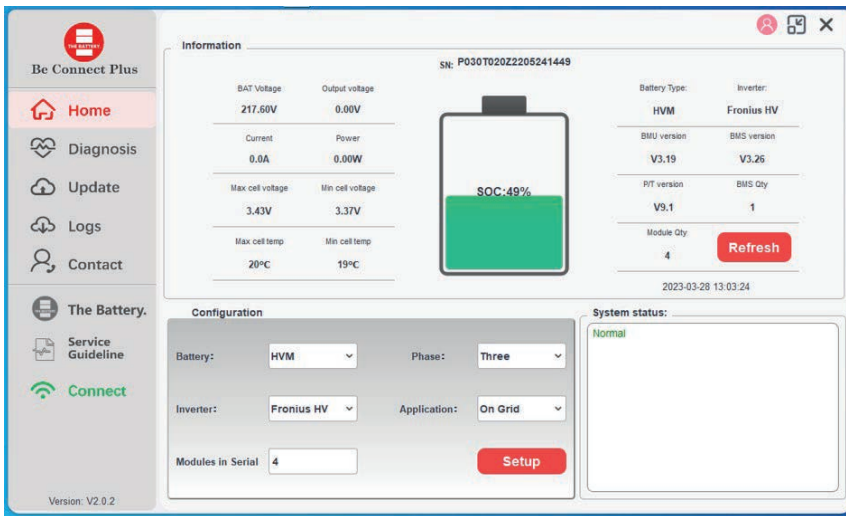 THE BATTERY
Be Connect Plus
Home
Diagnosis
Update
Logs
Contact
The Battery.
Service
Guideline
Connect
Version: V2.0.2
Information
SN: P030T020Z2205241449
BAT Voltage Output voltage
217.60V 0.00V
Current Power
0.0A 0.00W
Max cell voltage Min cell voltage
3.43V 3.37V
Max cell temp Min cell temp
20°C 19°C
SOC:49%
Battery Type: Inverter:
HVM Fronius HV
BMU version BMS version
V3.19 V3.26
P/T version BMS Qty
V9.1 1
Module Qty
4
Refresh
2023-03-28 13:03:24
Configuration
Battery: HVM Phase: Three
Inverter: Fronius HV Application: On Grid
Modules in Serial 4 Setup
System status:
Normal